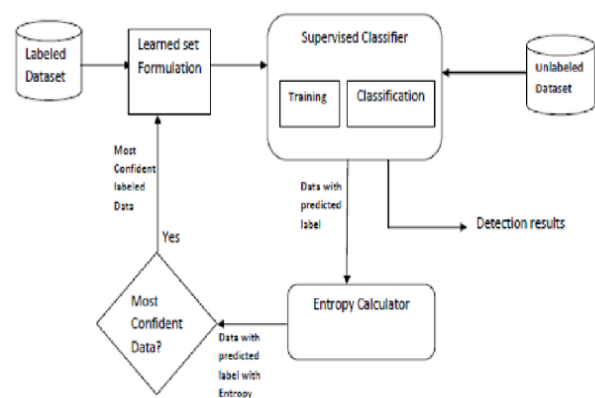 Labeled
Dataset
Learned set
Formulation
Supervised Classifier
Training
Classification
Unlabeled
Dataset
Most
Confident
labeled
Data
Data with
predicted
label
Detection results
Yes
Most
Confident
Data?
Entropy Calculator
Data with
predicted
label with
Entropy